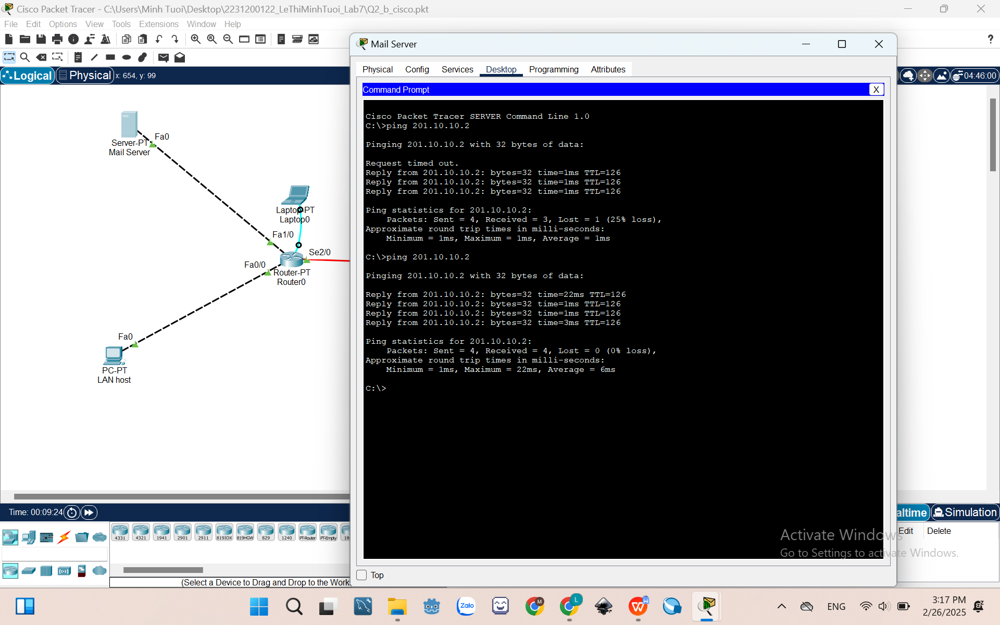 Cisco Packet Tracer - C:\Users\Minh Tuoi\Desktop\2231200122_LeThiMinhTuoi_Lab7\Q2_b_cisco.pkt
File Edit Options View Tools Extensions Window Help
Logical Physical x: 654, y: 99
04:46:00
Server-PT
Mail Server
Fa0
Laptop-PT
Laptop0
Fa1/0
Se2/0
Fa0/0
Router-PT
Router0
Fa0
PC-PT
LAN host
Mail Server
Physical Config Services Desktop Programming Attributes
Command Prompt X
Cisco Packet Tracer SERVER Command Line 1.0
C:\>ping 201.10.10.2
Pinging 201.10.10.2 with 32 bytes of data:
Request timed out.
Reply from 201.10.10.2: bytes=32 time=1ms TTL=126
Reply from 201.10.10.2: bytes=32 time=1ms TTL=126
Reply from 201.10.10.2: bytes=32 time=1ms TTL=126
Ping statistics for 201.10.10.2:
Packets: Sent = 4, Received = 3, Lost = 1 (25% loss),
Approximate round trip times in milli-seconds:
Minimum = 1ms, Maximum = 1ms, Average = 1ms
C:\>ping 201.10.10.2
Pinging 201.10.10.2 with 32 bytes of data:
Reply from 201.10.10.2: bytes=32 time=22ms TTL=126
Reply from 201.10.10.2: bytes=32 time=1ms TTL=126
Reply from 201.10.10.2: bytes=32 time=1ms TTL=126
Reply from 201.10.10.2: bytes=32 time=3ms TTL=126
Ping statistics for 201.10.10.2:
Packets: Sent = 4, Received = 4, Lost = 0 (0% loss),
Approximate round trip times in milli-seconds:
Minimum = 1ms, Maximum = 22ms, Average = 6ms
C:\>
Top
Time: 00:09:24
altime Simulation
Edit Delete
4331 4321 1941 2901 2911 819IOX 819HGW 829 1240 PT-Router PT-Empty 18
(Select a Device to Drag and Drop to the Work
Activate Windows
Go to Settings to activate Windows.
Zalo M L W
ENG
3:17 PM
2/26/2025